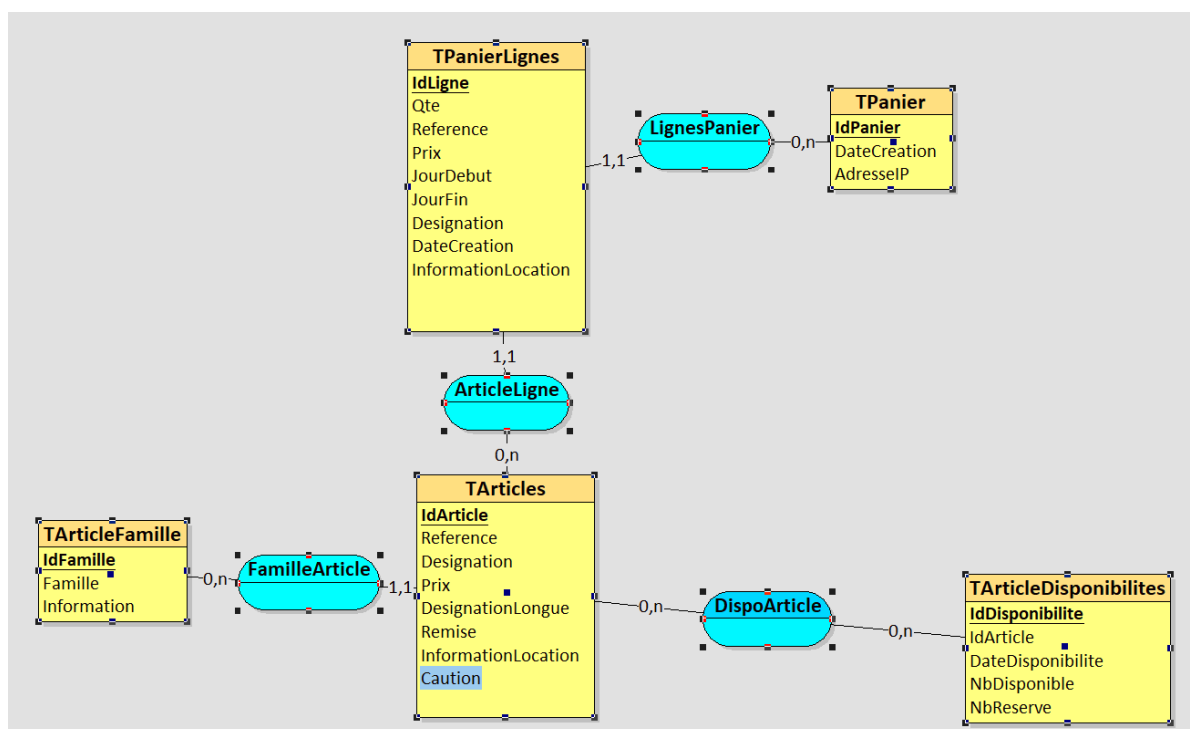 TPanierLignes
IdLigne
Qte
Reference
Prix
JourDebut
JourFin
Designation
DateCreation
InformationLocation
1,1
LignesPanier
0,n
TPanier
IdPanier
DateCreation
AdresseIP
1,1
ArticleLigne
0,n
TArticleFamille
IdFamille
Famille
Information
0,n
FamilleArticle
1,1
TArticles
IdArticle
Reference
Designation
Prix
DesignationLongue
Remise
InformationLocation
Caution
0,n
DispoArticle
0,n
TArticleDisponibilites
IdDisponibilite
IdArticle
DateDisponibilite
NbDisponible
NbReserve